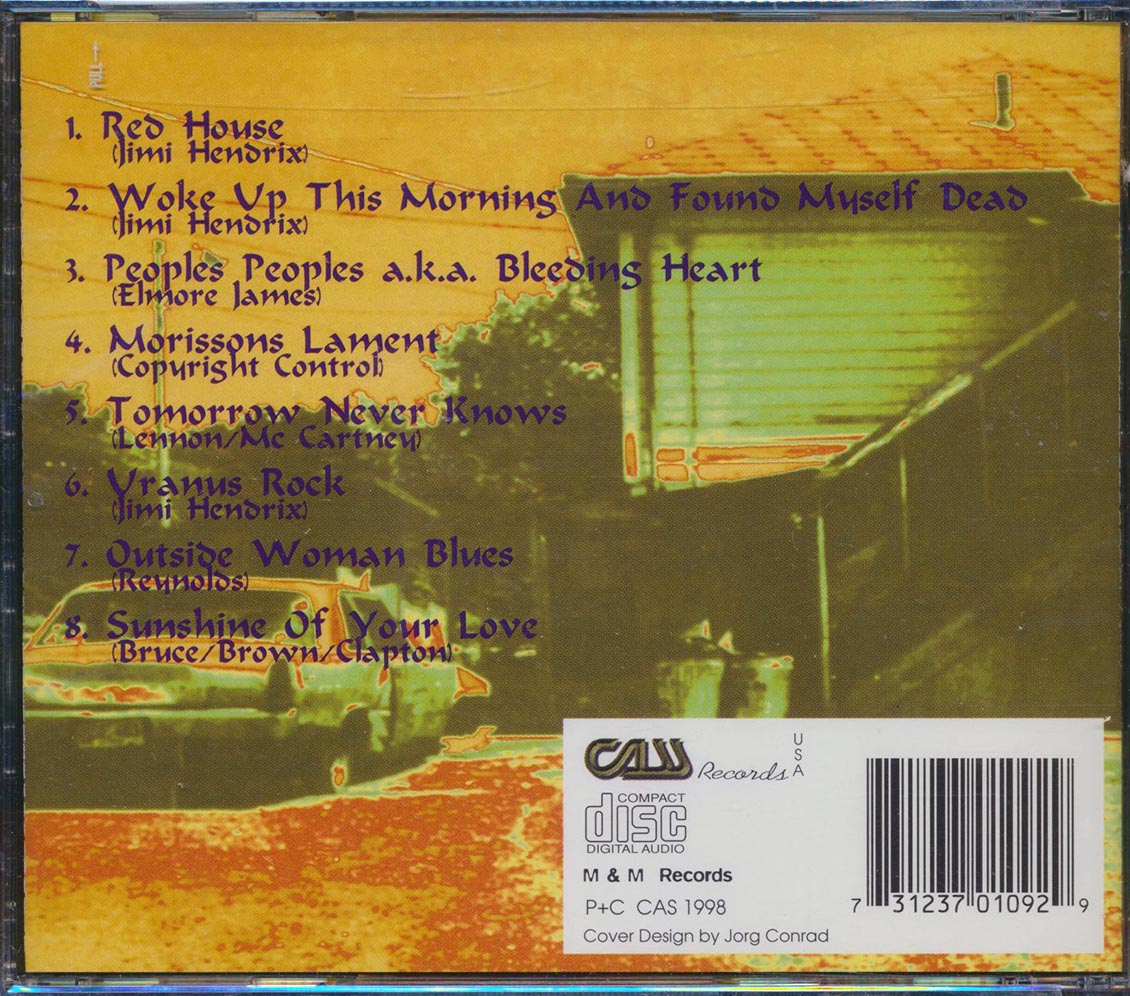 PULL→
1. Red House
(Jimi Hendrix)
2. Woke Up This Morning And Found Myself Dead
(Jimi Hendrix)
3. Peoples Peoples a.k.a. Bleeding Heart
(Elmore James)
4. Morissons Lament
(Copyright Control)
5. Tomorrow Never Knows
(Lennon/Mc Cartney)
6. Uranus Rock
(Jimi Hendrix)
7. Outside Woman Blues
(Reynolds)
8. Sunshine Of Your Love
(Bruce/Brown/Clapton)
CAS Records USA
COMPACT
disc
DIGITAL AUDIO
M & M Records
P+C CAS 1998
Cover Design by Jorg Conrad
7 31237 01092 9